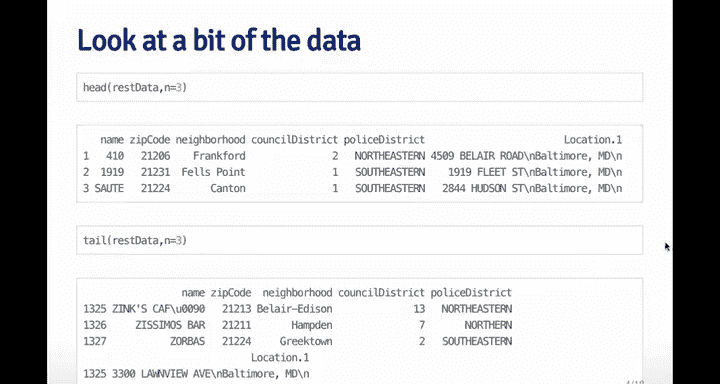 Look at a bit of the data
head(restData,n=3)
name zipCode neighborhood councilDistrict policeDistrict Location.1
1 410 21206 Frankford 2 NORTHEASTERN 4509 BELAIR ROAD\nBaltimore, MD\n
2 1919 21231 Fells Point 1 SOUTHEASTERN 1919 FLEET ST\nBaltimore, MD\n
3 SAUTE 21224 Canton 1 SOUTHEASTERN 2844 HUDSON ST\nBaltimore, MD\n
tail(restData,n=3)
name zipCode neighborhood councilDistrict policeDistrict
1325 ZINK'S CAF\u0090 21213 Belair-Edison 13 NORTHEASTERN
1326 ZISSIMOS BAR 21211 Hampden 7 NORTHERN
1327 ZORBAS 21224 Greektown 2 SOUTHEASTERN
Location.1
1325 3300 LAWNVIEW AVE\nBaltimore, MD\n